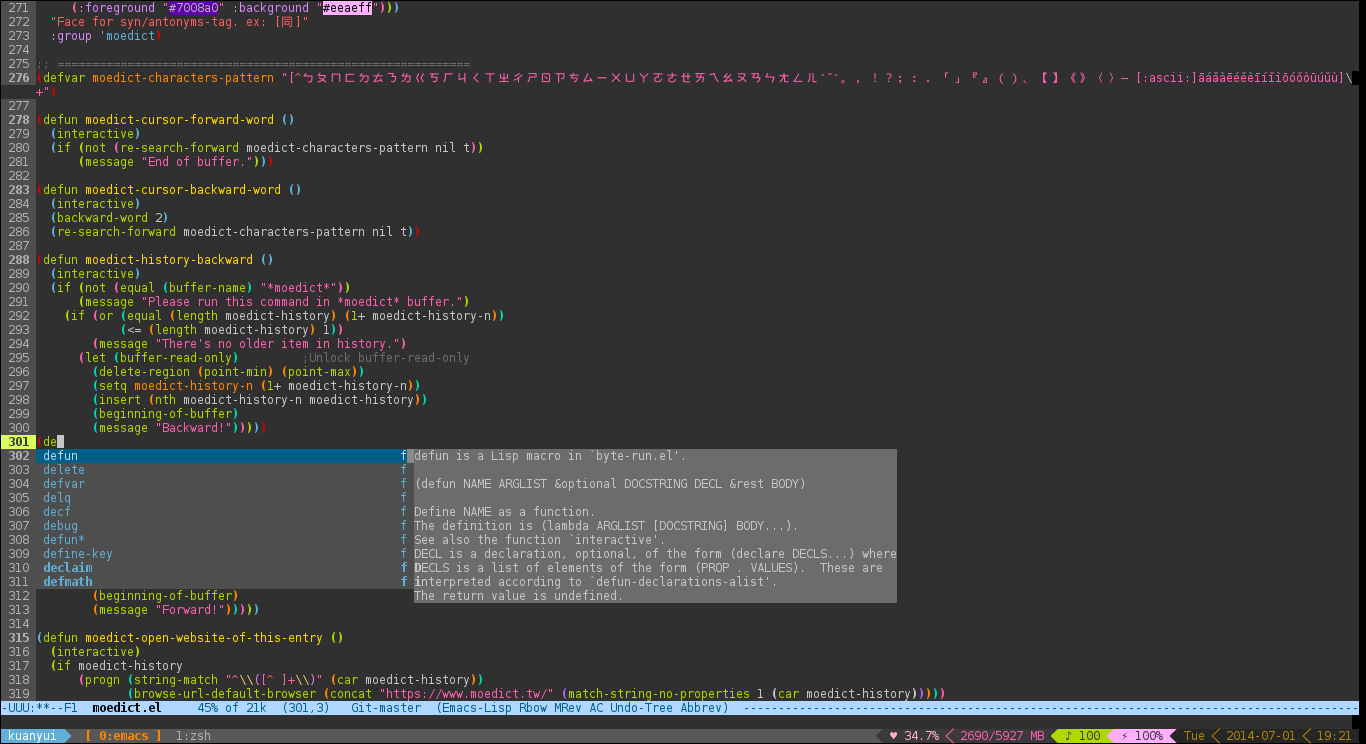 271      (:foreground "#7008a0" :background "#eeaeff")))
272   "Face for syn/antonyms-tag. ex: [同]"
273   :group 'moedict)
274
275 ;; ===========================================================
276 (defvar moedict-characters-pattern "[^ㄅㄆㄇㄈㄉㄊㄋㄌㄍㄎㄏㄐㄑㄒㄓㄔㄕㄖㄗㄘㄙㄧㄨㄩㄚㄛㄜㄝㄞㄟㄠㄡㄢㄣㄤㄥㄦˊˇˋ。，！？；：．「」『』（）、【】《》〈〉— [:ascii:]āáǎàēéěèīíǐìōóǒòūúǔù]\
+")
277
278 (defun moedict-cursor-forward-word ()
279   (interactive)
280   (if (not (re-search-forward moedict-characters-pattern nil t))
281       (message "End of buffer.")))
282
283 (defun moedict-cursor-backward-word ()
284   (interactive)
285   (backward-word 2)
286   (re-search-forward moedict-characters-pattern nil t))
287
288 (defun moedict-history-backward ()
289   (interactive)
290   (if (not (equal (buffer-name) "*moedict*"))
291       (message "Please run this command in *moedict* buffer.")
292     (if (or (equal (length moedict-history) (1+ moedict-history-n))
293             (<= (length moedict-history) 1))
294         (message "There's no older item in history.")
295       (let (buffer-read-only)         ;Unlock buffer-read-only
296         (delete-region (point-min) (point-max))
297         (setq moedict-history-n (1+ moedict-history-n))
298         (insert (nth moedict-history-n moedict-history))
299         (beginning-of-buffer)
300         (message "Backward!")))))
301 (de
302  defun f defun is a Lisp macro in `byte-run.el'.
303  delete f
304  defvar f (defun NAME ARGLIST &optional DOCSTRING DECL &rest BODY)
305  delq f
306  decf f Define NAME as a function.
307  debug f The definition is (lambda ARGLIST [DOCSTRING] BODY...).
308  defun* f See also the function `interactive'.
309  define-key f DECL is a declaration, optional, of the form (declare DECLS...) where
310  declaim f DECLS is a list of elements of the form (PROP . VALUES).  These are
311  defmath f interpreted according to `defun-declarations-alist'.
312         (beginning-of-buffer) The return value is undefined.
313         (message "Forward!")))))
314
315 (defun moedict-open-website-of-this-entry ()
316   (interactive)
317   (if moedict-history
318       (progn (string-match "^\\([^ ]+\\)" (car moedict-history))
319              (browse-url-default-browser (concat "https://www.moedict.tw/" (match-string-no-properties 1 (car moedict-history)))))
-UUU:**--F1  moedict.el     45% of 21k  (301,3)   Git-master  (Emacs-Lisp Rbow MRev AC Undo-Tree Abbrev)  ----------------------------------------------------------------------------------------
kuanyui  [ 0:emacs ]  1:zsh  ♥ 34.7%  2690/5927 MB  ♪ 100  ⚡ 100%  Tue  2014-07-01  19:21